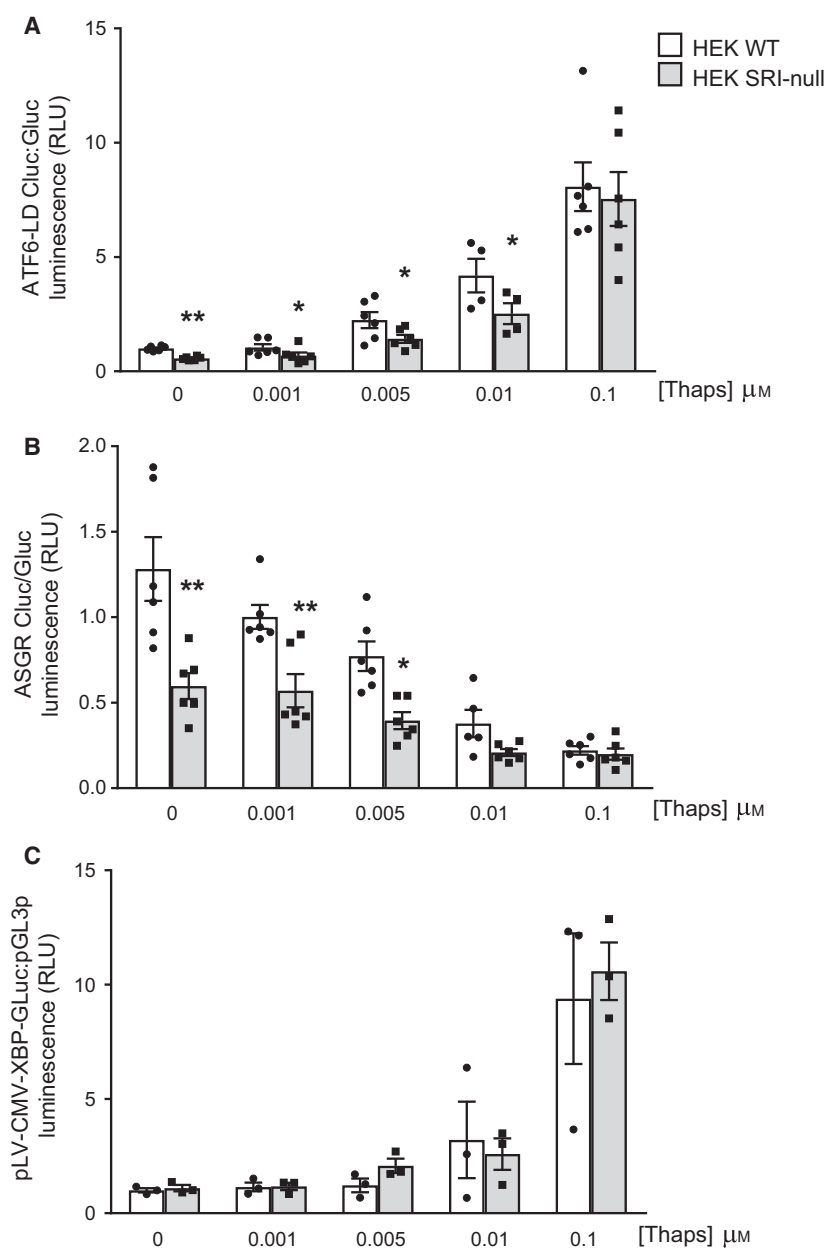 A
HEK WT
HEK SRI-null
ATF6-LD Cluc:Gluc
luminescence (RLU)
15
10
5
0
**
*
*
*
0 0.001 0.005 0.01 0.1 [Thaps] μM
B
ASGR Cluc/Gluc
luminescence (RLU)
2.0
1.5
1.0
0.5
0.0
**
**
*
0 0.001 0.005 0.01 0.1 [Thaps] μM
C
pLV-CMV-XBP-GLuc:pGL3p
luminescence (RLU)
15
10
5
0
0 0.001 0.005 0.01 0.1 [Thaps] μM